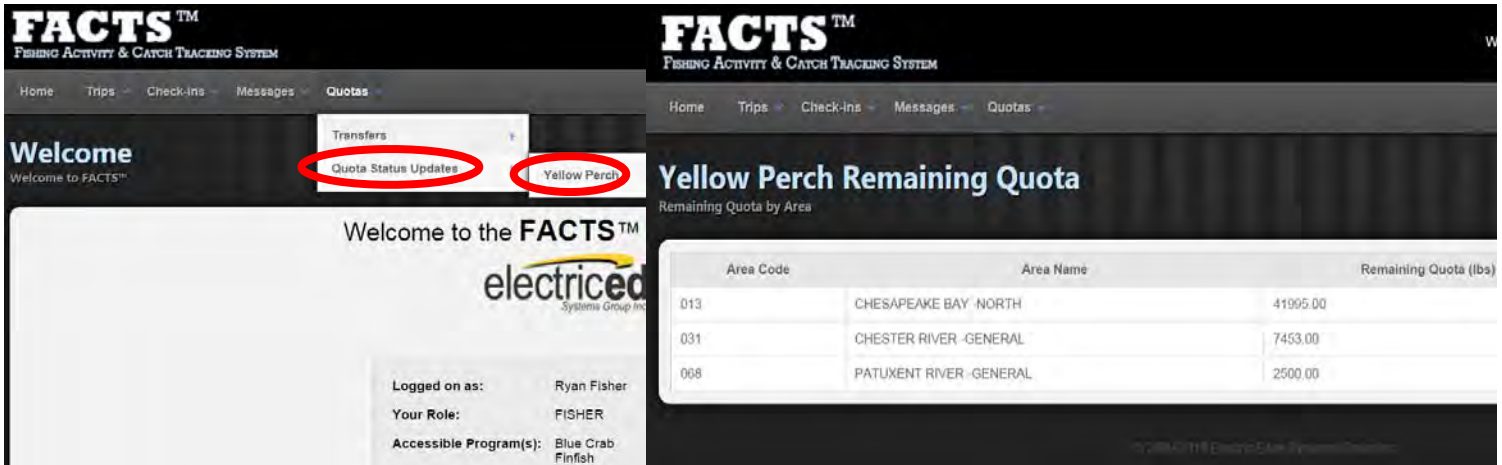 FACTS™
FISHING ACTIVITY & CATCH TRACKING SYSTEM
Home Trips Check-ins Messages Quotas
Transfers
Quota Status Updates
Yellow Perch
Welcome
Welcome to FACTS™
Welcome to the FACTS™
electriced
Systems Group Inc
Logged on as: Ryan Fisher
Your Role: FISHER
Accessible Program(s): Blue Crab
Finfish
FACTS™
FISHING ACTIVITY & CATCH TRACKING SYSTEM
W
Home Trips Check-ins Messages Quotas
Yellow Perch Remaining Quota
Remaining Quota by Area
Area Code Area Name Remaining Quota (lbs)
013 CHESAPEAKE BAY -NORTH 41995.00
031 CHESTER RIVER -GENERAL 7453.00
068 PATUXENT RIVER -GENERAL 2500.00